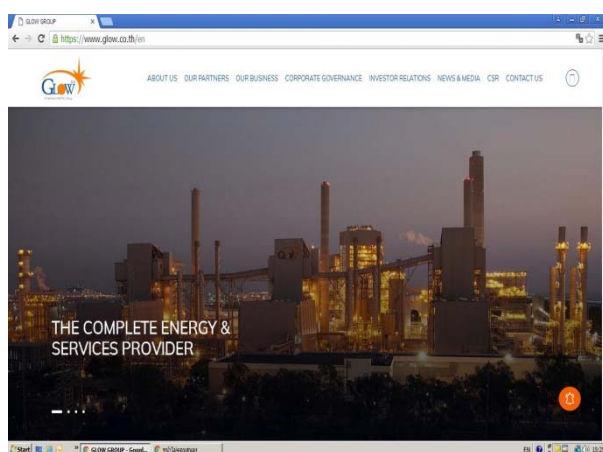 GLOW GROUP
https://www.glow.co.th/en
GLOW
ABOUT US OUR PARTNERS OUR BUSINESS CORPORATE GOVERNANCE INVESTOR RELATIONS NEWS & MEDIA CSR CONTACT US
THE COMPLETE ENERGY &
SERVICES PROVIDER
Start
GLOW GROUP - Googl...
EN